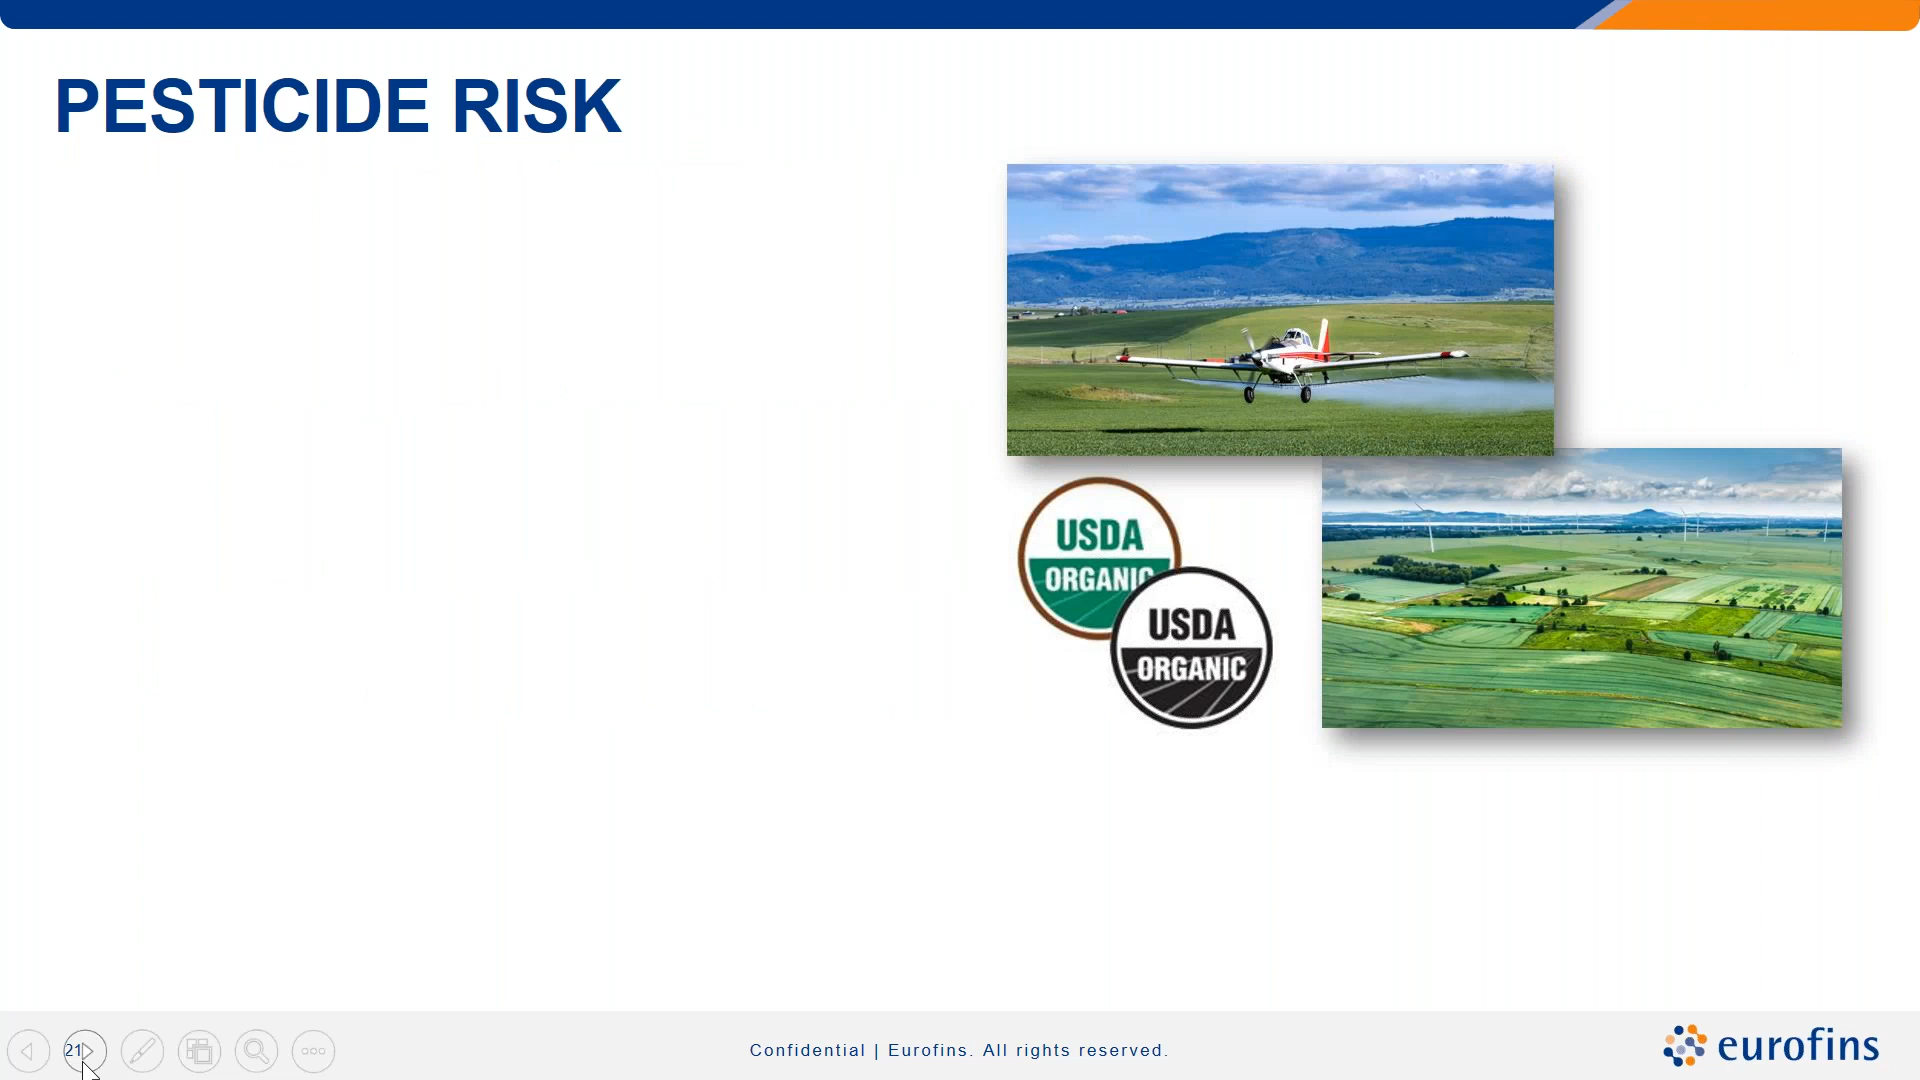 PESTICIDE RISK
USDA
ORGANIC
USDA
ORGANIC
21
Confidential | Eurofins. All rights reserved.
eurofins